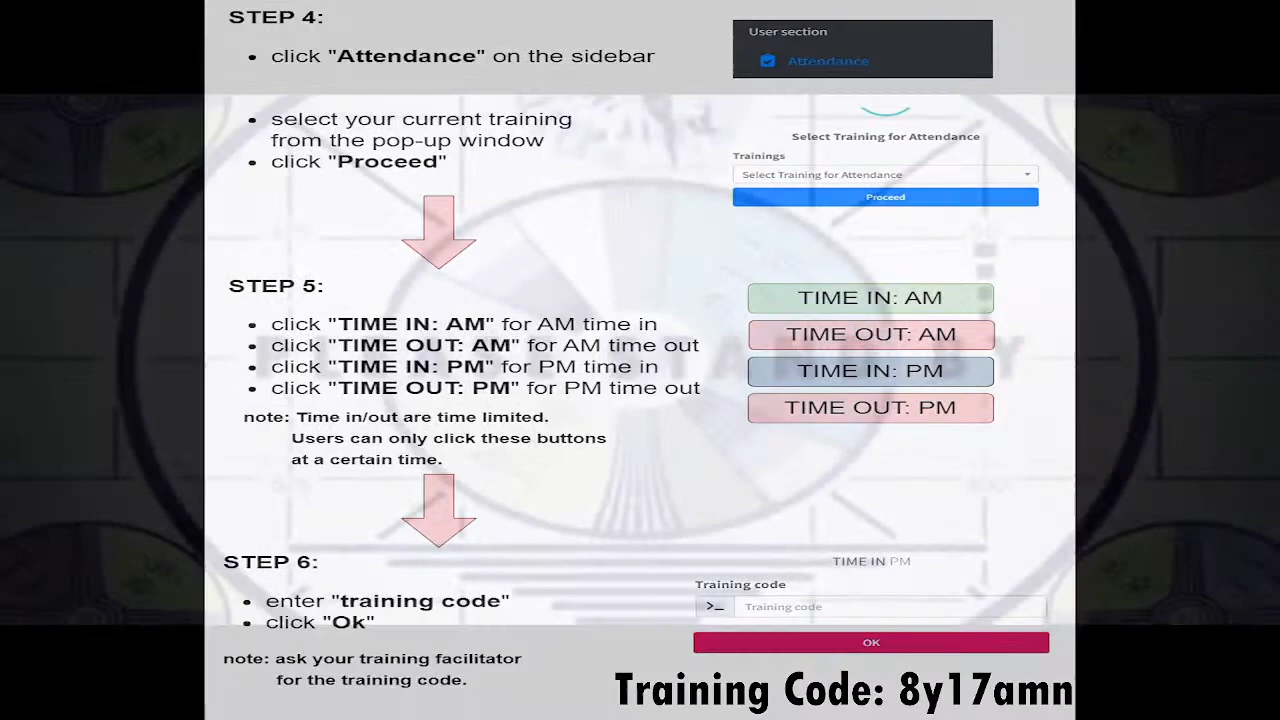 STEP 4:
• click "Attendance" on the sidebar
User section
Attendance
• select your current training
from the pop-up window
• click "Proceed"
Select Training for Attendance
Trainings
Select Training for Attendance
Proceed
STEP 5:
• click "TIME IN: AM" for AM time in
• click "TIME OUT: AM" for AM time out
• click "TIME IN: PM" for PM time in
• click "TIME OUT: PM" for PM time out
note: Time in/out are time limited.
Users can only click these buttons
at a certain time.
TIME IN: AM
TIME OUT: AM
TIME IN: PM
TIME OUT: PM
STEP 6:
• enter "training code"
• click "Ok"
note: ask your training facilitator
for the training code.
TIME IN PM
Training code
>_ Training code
OK
Training Code: 8y17amn